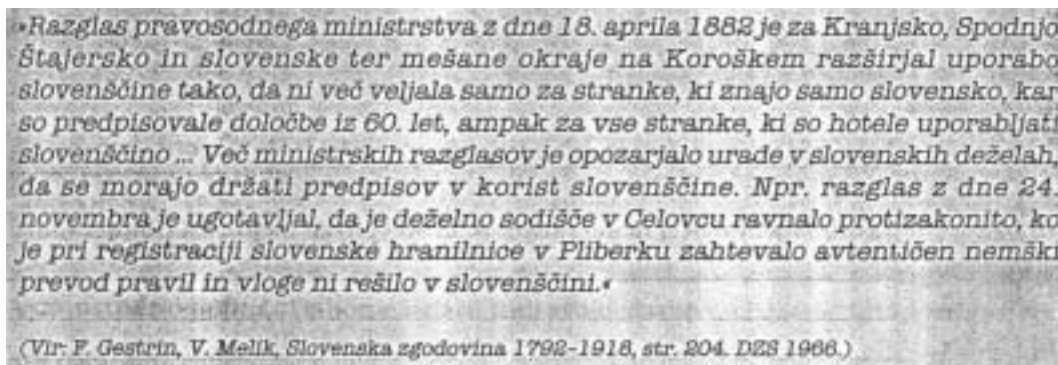 »Razglas pravosodnega ministrstva z dne 18. aprila 1882 je za Kranjsko, Spodnjo
Štajersko in slovenske ter mešane okraje na Koroškem razširjal uporabo
slovenščine tako, da ni več veljala samo za stranke, ki znajo samo slovensko, kar
so predpisovale določbe iz 60. let, ampak za vse stranke, ki so hotele uporabljati
slovenščino ... Več ministrskih razglasov je opozarjalo urade v slovenskih deželah,
da se morajo držati predpisov v korist slovenščine. Npr. razglas z dne 24.
novembra je ugotavljal, da je deželno sodišče v Celovcu ravnalo protizakonito, ko
je pri registraciji slovenske hranilnice v Pliberku zahtevalo avtentičen nemški
prevod pravil in vloge ni rešilo v slovenščini.«
(Vir: F. Gestrin, V. Melik, Slovenska zgodovina 1792-1918, str. 204. DZS 1966.)